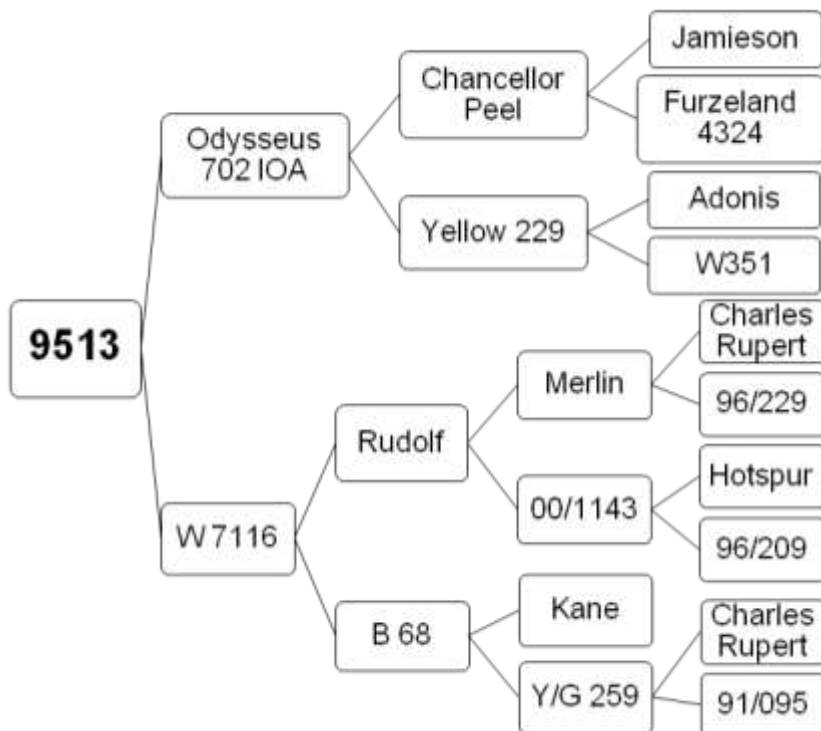 Jamieson
Chancellor
Peel
Furzeland
4324
Odysseus
702 IOA
Adonis
Yellow 229
W351
9513
Charles
Rupert
Merlin
96/229
Rudolf
Hotspur
00/1143
96/209
W 7116
Kane
B 68
Charles
Rupert
Y/G 259
91/095